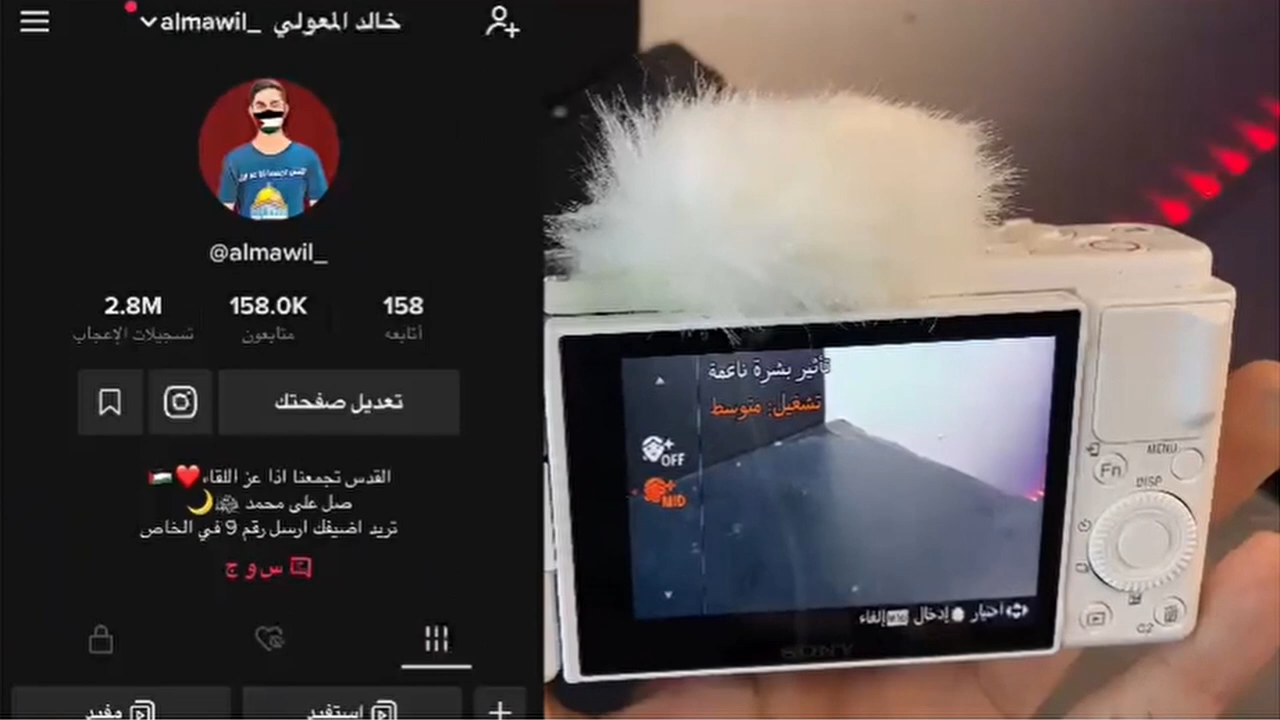 خالد المعولي _almawil
@almawil_
2.8M
158.0K
158
تسجيلات الإعجاب
متابعون
أتابعه
تعديل صفحتك
القدس تجمعنا اذا عز اللقاء❤️🇵🇸
صل على محمد ﷺ🌙
تريد اضيفك ارسل رقم 9 في الخاص
س و ج
استفيد
مفيد
تأثير بشرة ناعمة
تشغيل: متوسط
OFF
MID
اختيار إدخال إلغاء
SONY
MENU
Fn
DISP
C2